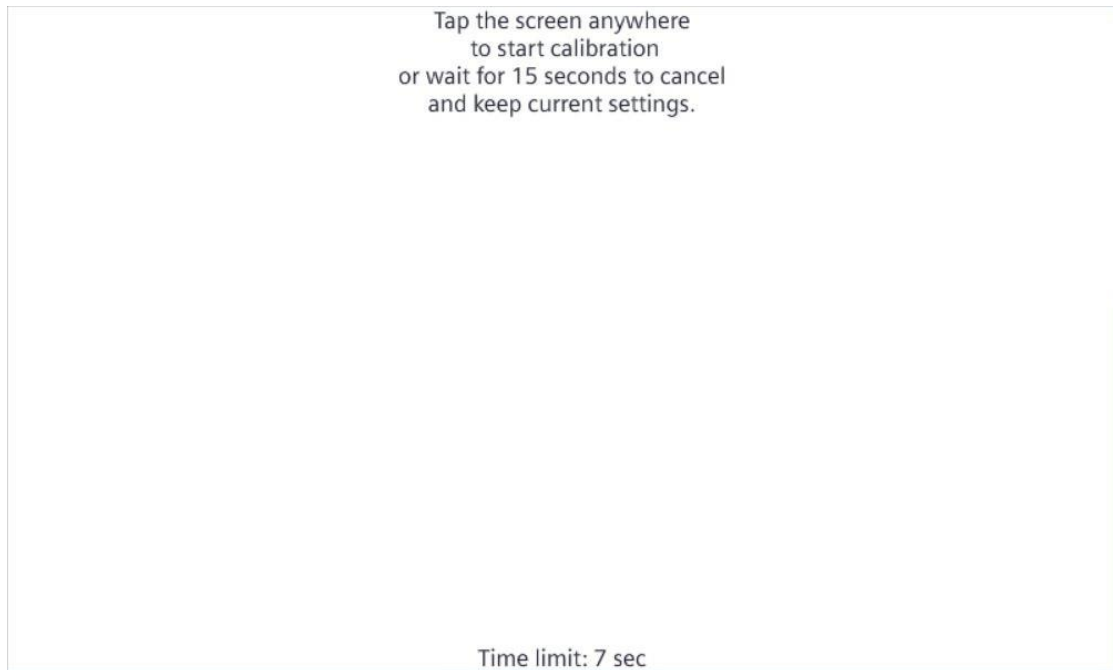 Tap the screen anywhere
to start calibration
or wait for 15 seconds to cancel
and keep current settings.
Time limit: 7 sec